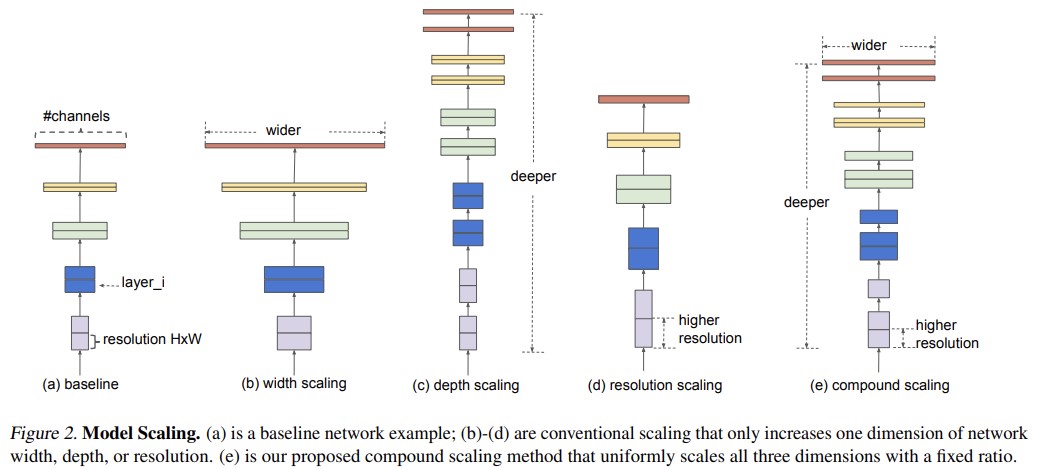 #channels
layer_i
resolution HxW
(a) baseline
wider
(b) width scaling
deeper
(c) depth scaling
higher
resolution
(d) resolution scaling
wider
deeper
higher
resolution
(e) compound scaling
Figure 2. Model Scaling. (a) is a baseline network example; (b)-(d) are conventional scaling that only increases one dimension of network
width, depth, or resolution. (e) is our proposed compound scaling method that uniformly scales all three dimensions with a fixed ratio.